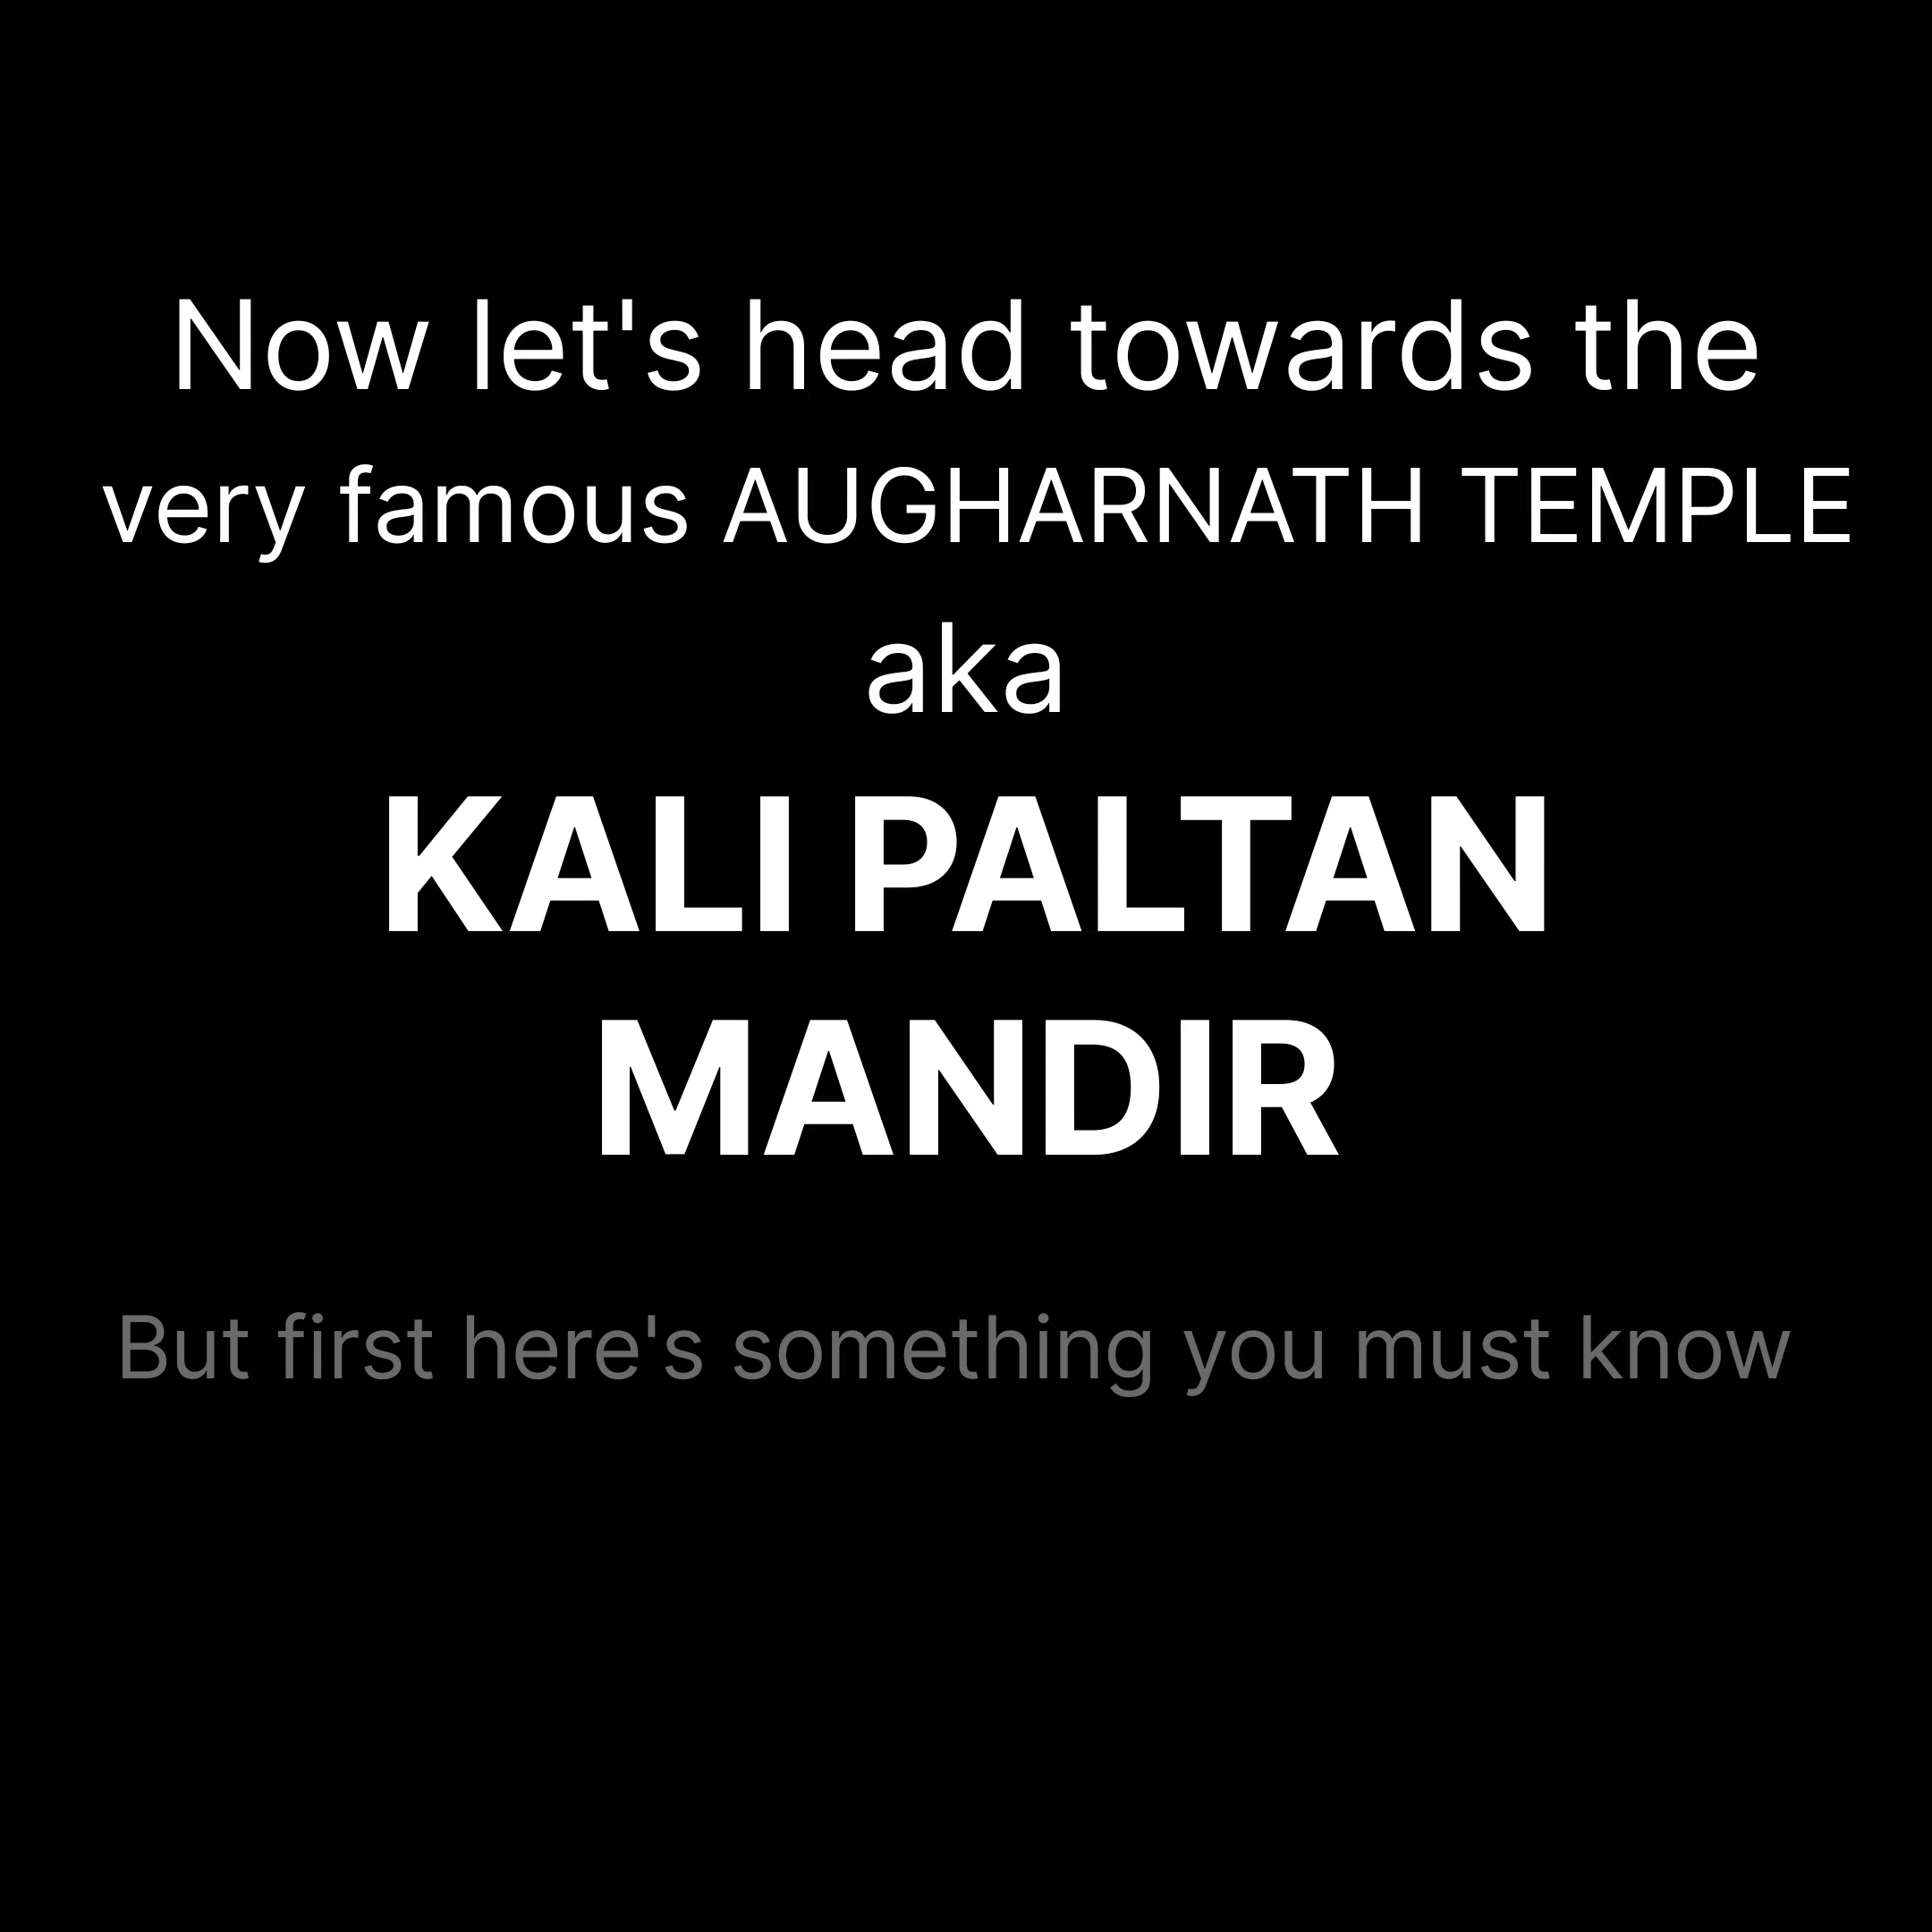 Now let's head towards the
very famous AUGHARNATH TEMPLE
aka
KALI PALTAN
MANDIR
But first here's something you must know